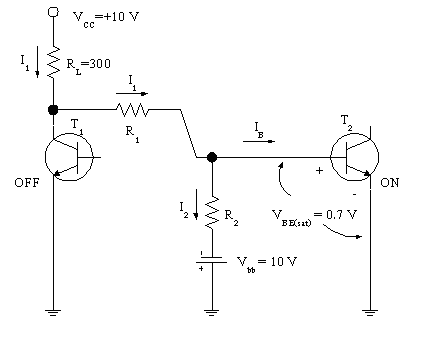 V_CC=+10 V
I_1
R_L=300
I_1
T_1
R_1
I_B
T_2
OFF
+
ON
-
I_2
R_2
V_BE(sat) = 0.7 V
-
+
V_bb = 10 V